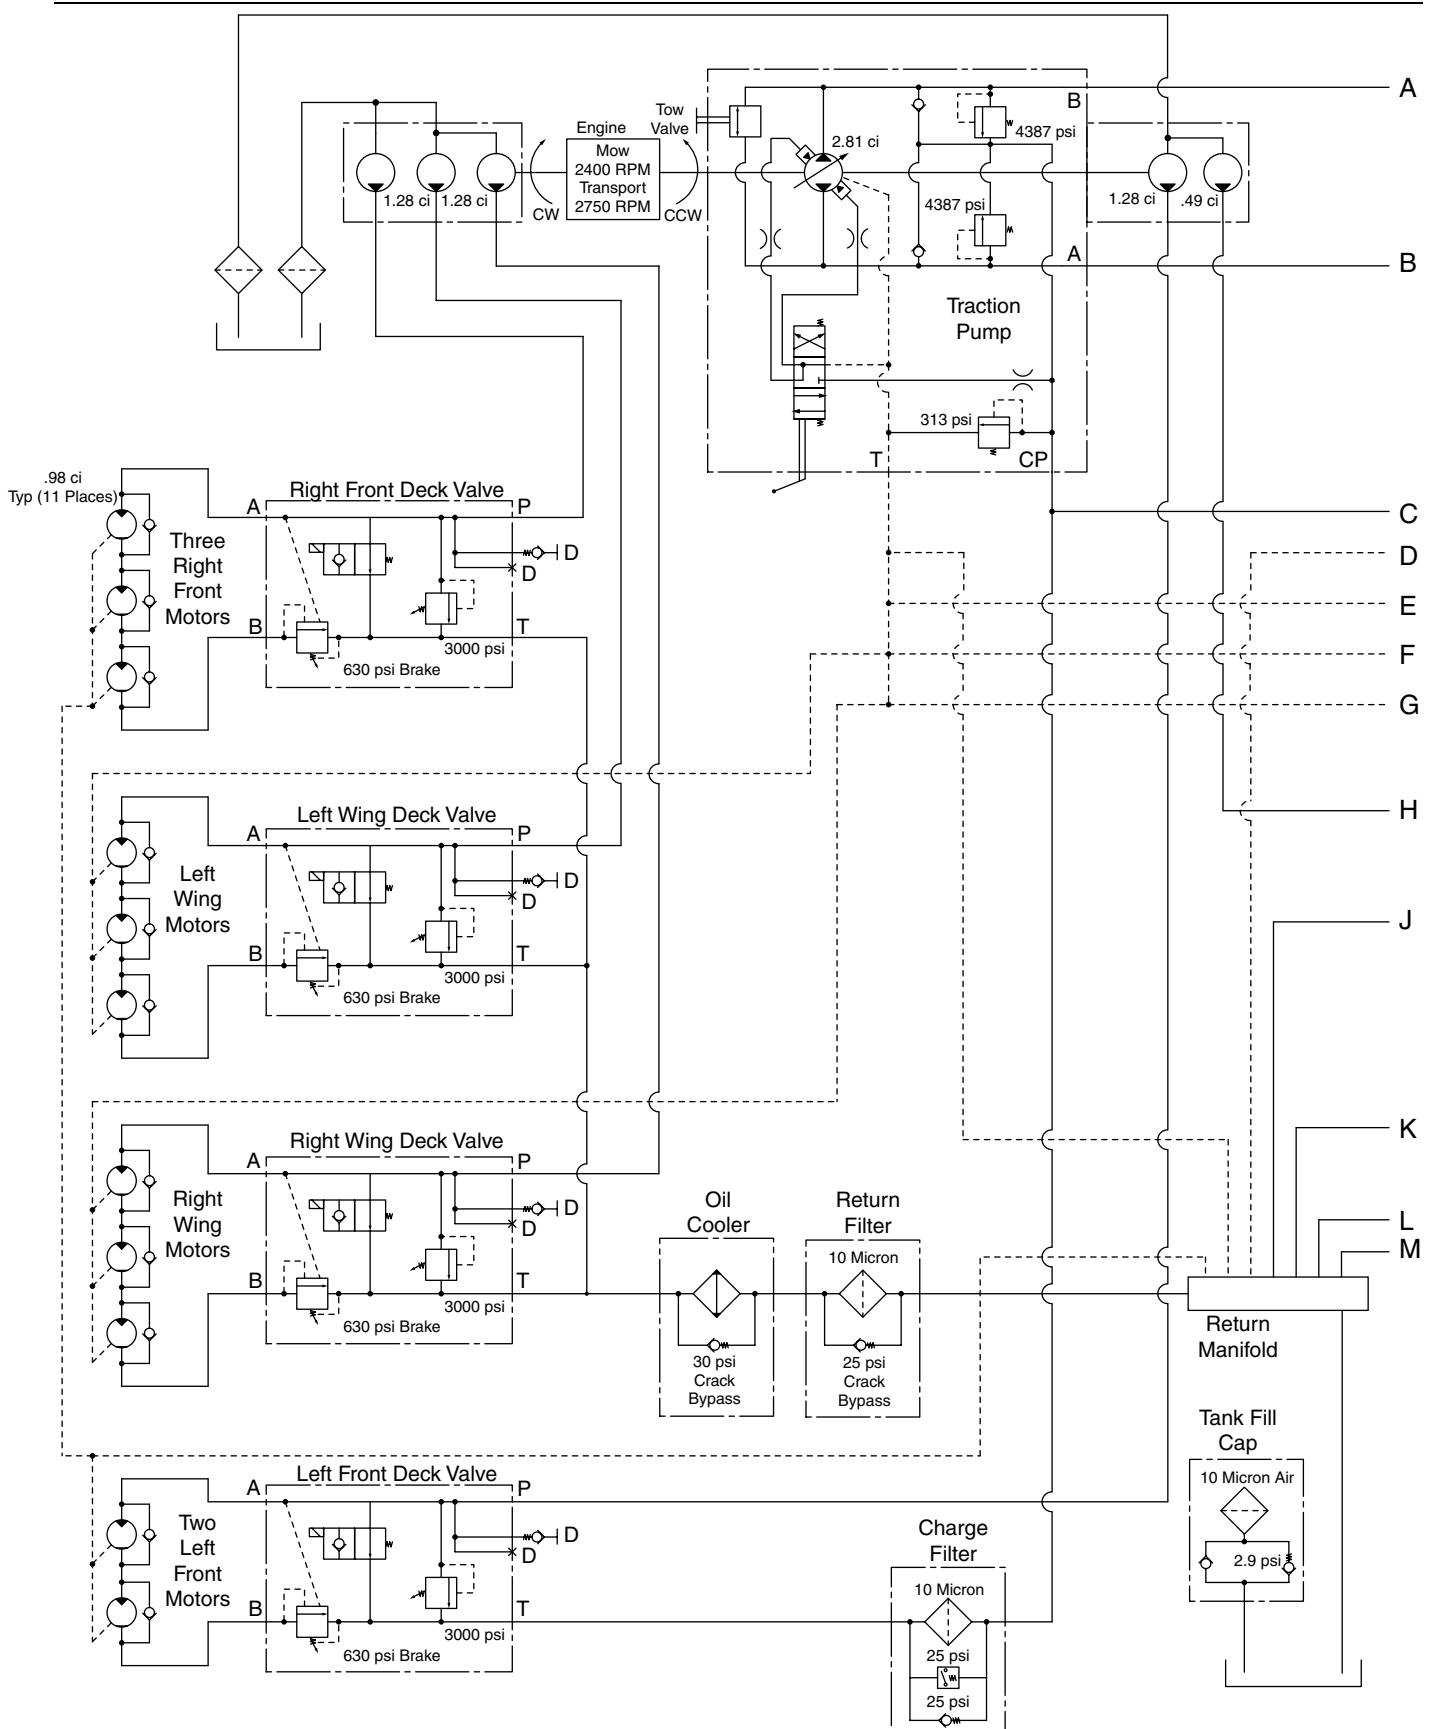 A
Tow
Valve
Engine
Mow
2400 RPM
Transport
2750 RPM
CW
CCW
1.28 ci
1.28 ci
2.81 ci
B
4387 psi
4387 psi
A
1.28 ci
.49 ci
B
Traction
Pump
313 psi
T
CP
C
D
E
F
G
H
J
K
L
M
.98 ci
Typ (11 Places)
Three
Right
Front
Motors
Right Front Deck Valve
A
P
D
D
B
T
3000 psi
630 psi Brake
Left
Wing
Motors
Left Wing Deck Valve
A
P
D
D
B
T
3000 psi
630 psi Brake
Right
Wing
Motors
Right Wing Deck Valve
A
P
D
D
B
T
3000 psi
630 psi Brake
Oil
Cooler
30 psi
Crack
Bypass
Return
Filter
10 Micron
25 psi
Crack
Bypass
Return
Manifold
Two
Left
Front
Motors
Left Front Deck Valve
A
P
D
D
B
T
3000 psi
630 psi Brake
Charge
Filter
10 Micron
25 psi
25 psi
Tank Fill
Cap
10 Micron Air
2.9 psi